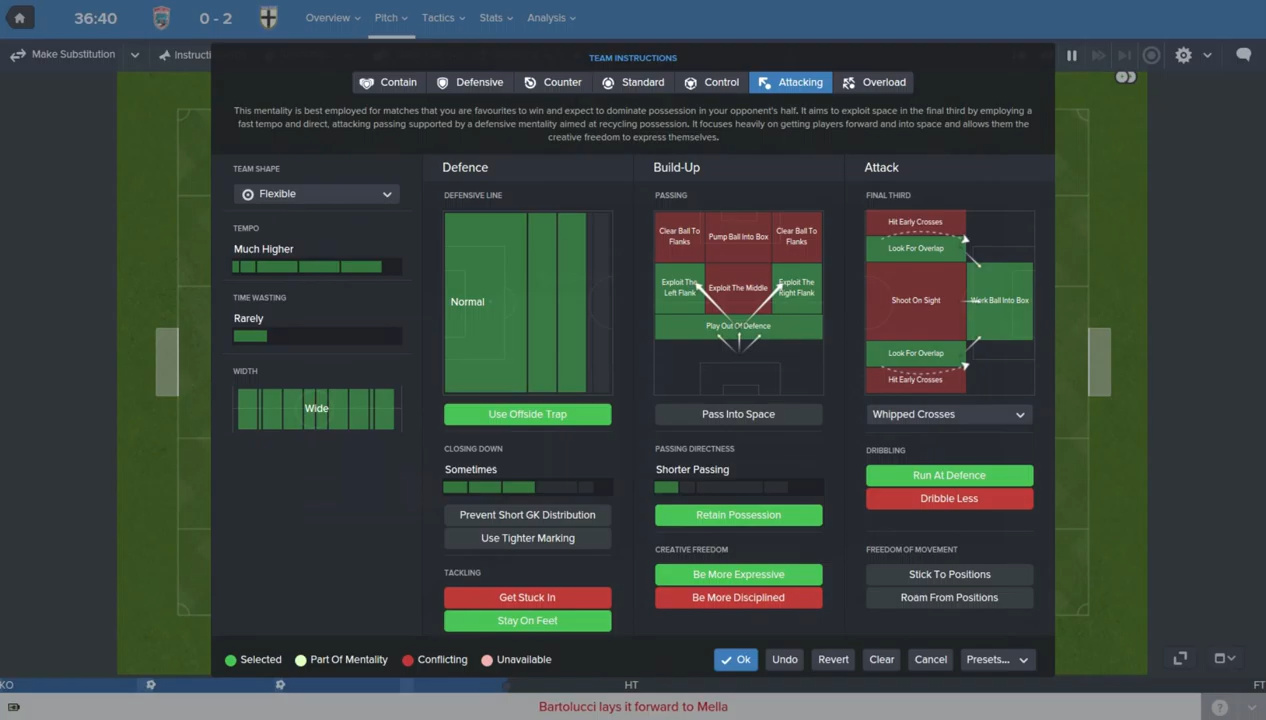 36:40
0 - 2
Overview
Pitch
Tactics
Stats
Analysis
Make Substitution
Instructi
TEAM INSTRUCTIONS
Contain
Defensive
Counter
Standard
Control
Attacking
Overload
This mentality is best employed for matches that you are favourites to win and expect to dominate possession in your opponent's half. It aims to exploit space in the final third by employing a
fast tempo and direct, attacking passing supported by a defensive mentality aimed at recycling possession. It focuses heavily on getting players forward and into space and allows them the
creative freedom to express themselves.
TEAM SHAPE
Flexible
TEMPO
Much Higher
TIME WASTING
Rarely
WIDTH
Wide
Defence
DEFENSIVE LINE
Normal
Use Offside Trap
CLOSING DOWN
Sometimes
Prevent Short GK Distribution
Use Tighter Marking
TACKLING
Get Stuck In
Stay On Feet
Build-Up
PASSING
Clear Ball To
Flanks
Pump Ball Into Box
Clear Ball To
Flanks
Exploit The
Left Flank
Exploit The Middle
Exploit The
Right Flank
Play Out Of Defence
Pass Into Space
PASSING DIRECTNESS
Shorter Passing
Retain Possession
CREATIVE FREEDOM
Be More Expressive
Be More Disciplined
Attack
FINAL THIRD
Hit Early Crosses
Look For Overlap
Shoot On Sight
Work Ball Into Box
Look For Overlap
Hit Early Crosses
Whipped Crosses
DRIBBLING
Run At Defence
Dribble Less
FREEDOM OF MOVEMENT
Stick To Positions
Roam From Positions
Selected
Part Of Mentality
Conflicting
Unavailable
Ok
Undo
Revert
Clear
Cancel
Presets...
KO
HT
FT
Bartolucci lays it forward to Mella
?